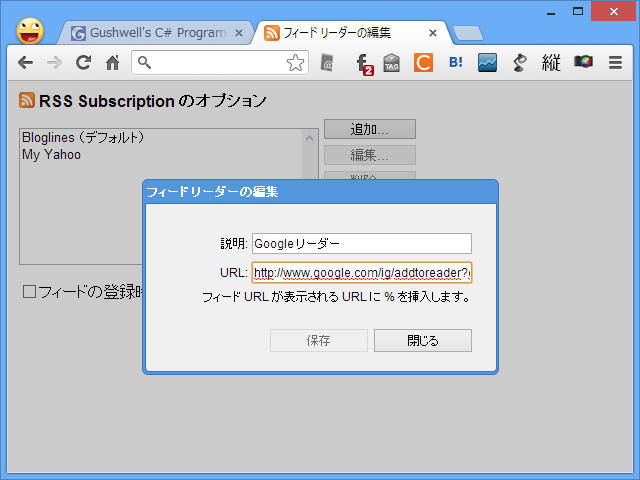 Gushwell's C# Program
フィードリーダーの編集
2
TAG
C
B!
縦
RSS Subscription のオプション
Bloglines (デフォルト)
My Yahoo
追加...
編集...
フィードリーダーの編集
説明: Googleリーダー
URL: http://www.google.com/ig/addtoreader?
フィード URL が表示される URL に % を挿入します。
フィードの登録
保存
閉じる